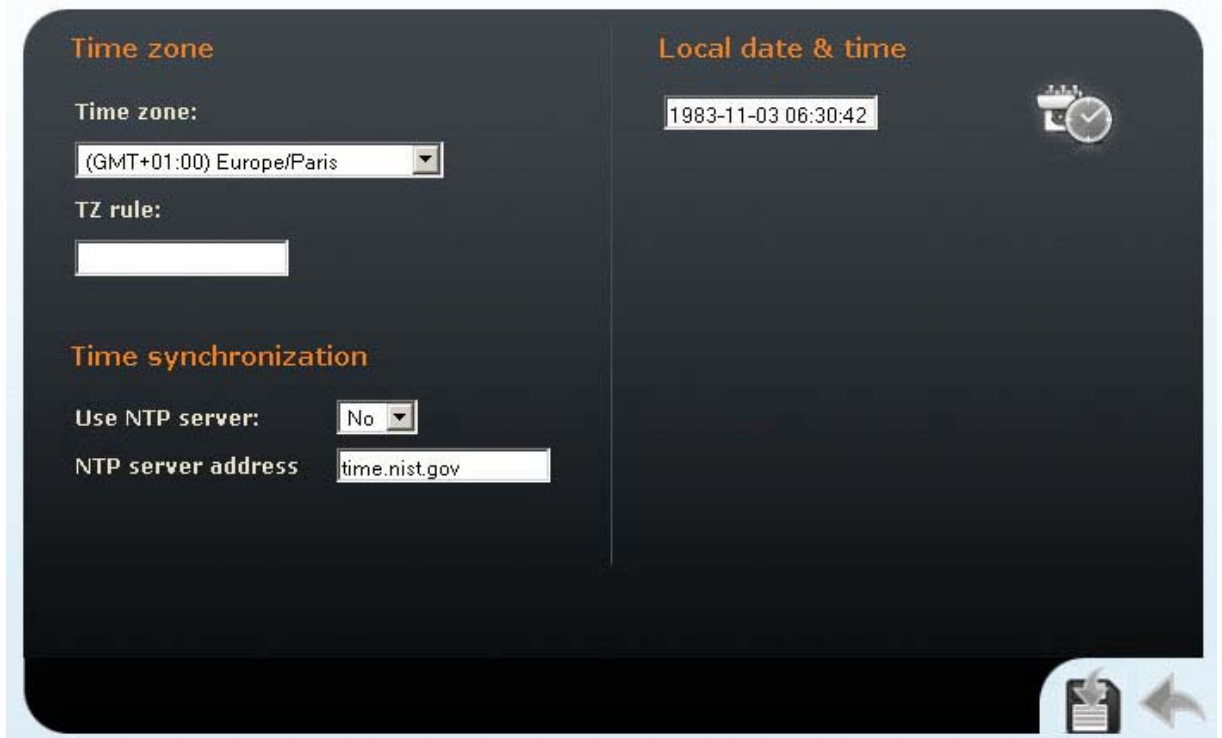 Time zone
Time zone:
(GMT+01:00) Europe/Paris
TZ rule:
Time synchronization
Use NTP server: No
NTP server address time.nist.gov
Local date & time
1983-11-03 06:30:42